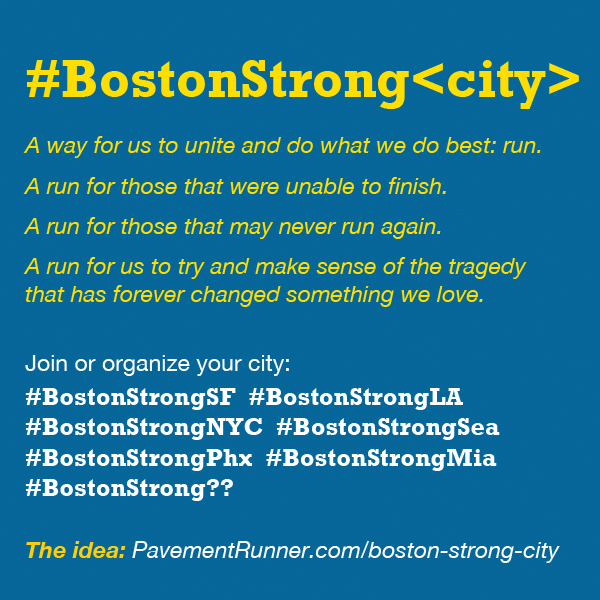 #BostonStrong<city>
A way for us to unite and do what we do best: run.
A run for those that were unable to finish.
A run for those that may never run again.
A run for us to try and make sense of the tragedy
that has forever changed something we love.
Join or organize your city:
#BostonStrongSF #BostonStrongLA
#BostonStrongNYC #BostonStrongSea
#BostonStrongPhx #BostonStrongMia
#BostonStrong??
The idea: PavementRunner.com/boston-strong-city